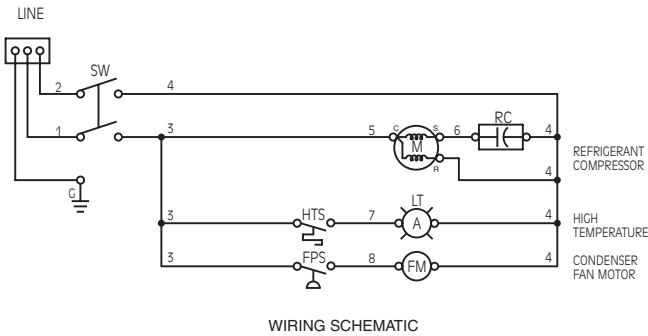 LINE
SW
2
4
1
3
5
C
S
M
R
6
RC
4
4
REFRIGERANT
COMPRESSOR
G
3
HTS
7
LT
A
4
HIGH
TEMPERATURE
3
FPS
8
FM
4
CONDENSER
FAN MOTOR
WIRING SCHEMATIC